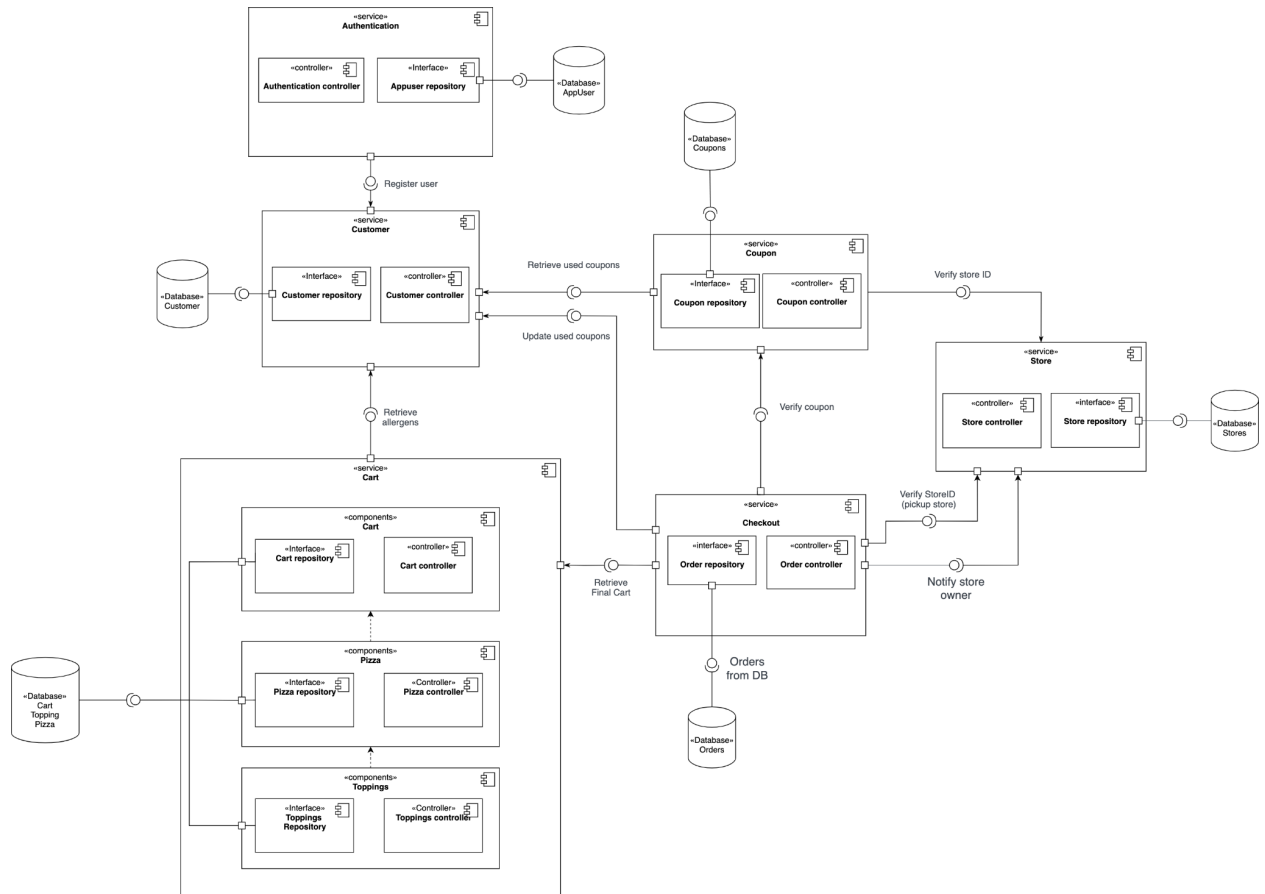 «service»
Authentication
«controller»
Authentication controller
«Interface»
Appuser repository
«Database»
AppUser
Register user
«service»
Customer
«Interface»
Customer repository
«controller»
Customer controller
«Database»
Customer
Retrieve used coupons
Update used coupons
«Database»
Coupons
«service»
Coupon
«Interface»
Coupon repository
«controller»
Coupon controller
Verify store ID
«service»
Store
«controller»
Store controller
«interface»
Store repository
«Database»
Stores
Retrieve
allergens
Verify coupon
«service»
Cart
«components»
Cart
«Interface»
Cart repository
«controller»
Cart controller
«components»
Pizza
«Interface»
Pizza repository
«Controller»
Pizza controller
«components»
Toppings
«Interface»
Toppings
Repository
«Controller»
Toppings controller
«Database»
Cart
Topping
Pizza
Retrieve
Final Cart
«service»
Checkout
«interface»
Order repository
«controller»
Order controller
Verify StoreID
(pickup store)
Notify store
owner
Orders
from DB
«Database»
Orders